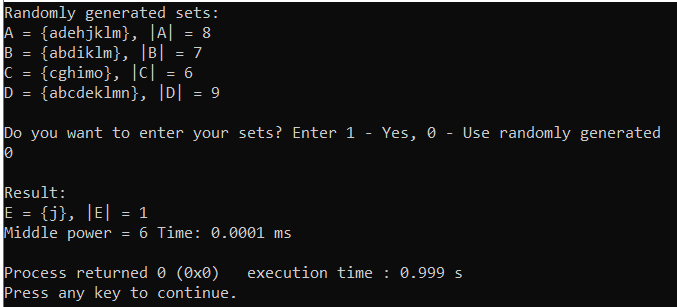 Randomly generated sets:
A = {adehjklm}, |A| = 8
B = {abdiklm}, |B| = 7
C = {cghimo}, |C| = 6
D = {abcdeklmn}, |D| = 9
Do you want to enter your sets? Enter 1 - Yes, 0 - Use randomly generated
0
Result:
E = {j}, |E| = 1
Middle power = 6 Time: 0.0001 ms
Process returned 0 (0x0)   execution time : 0.999 s
Press any key to continue.